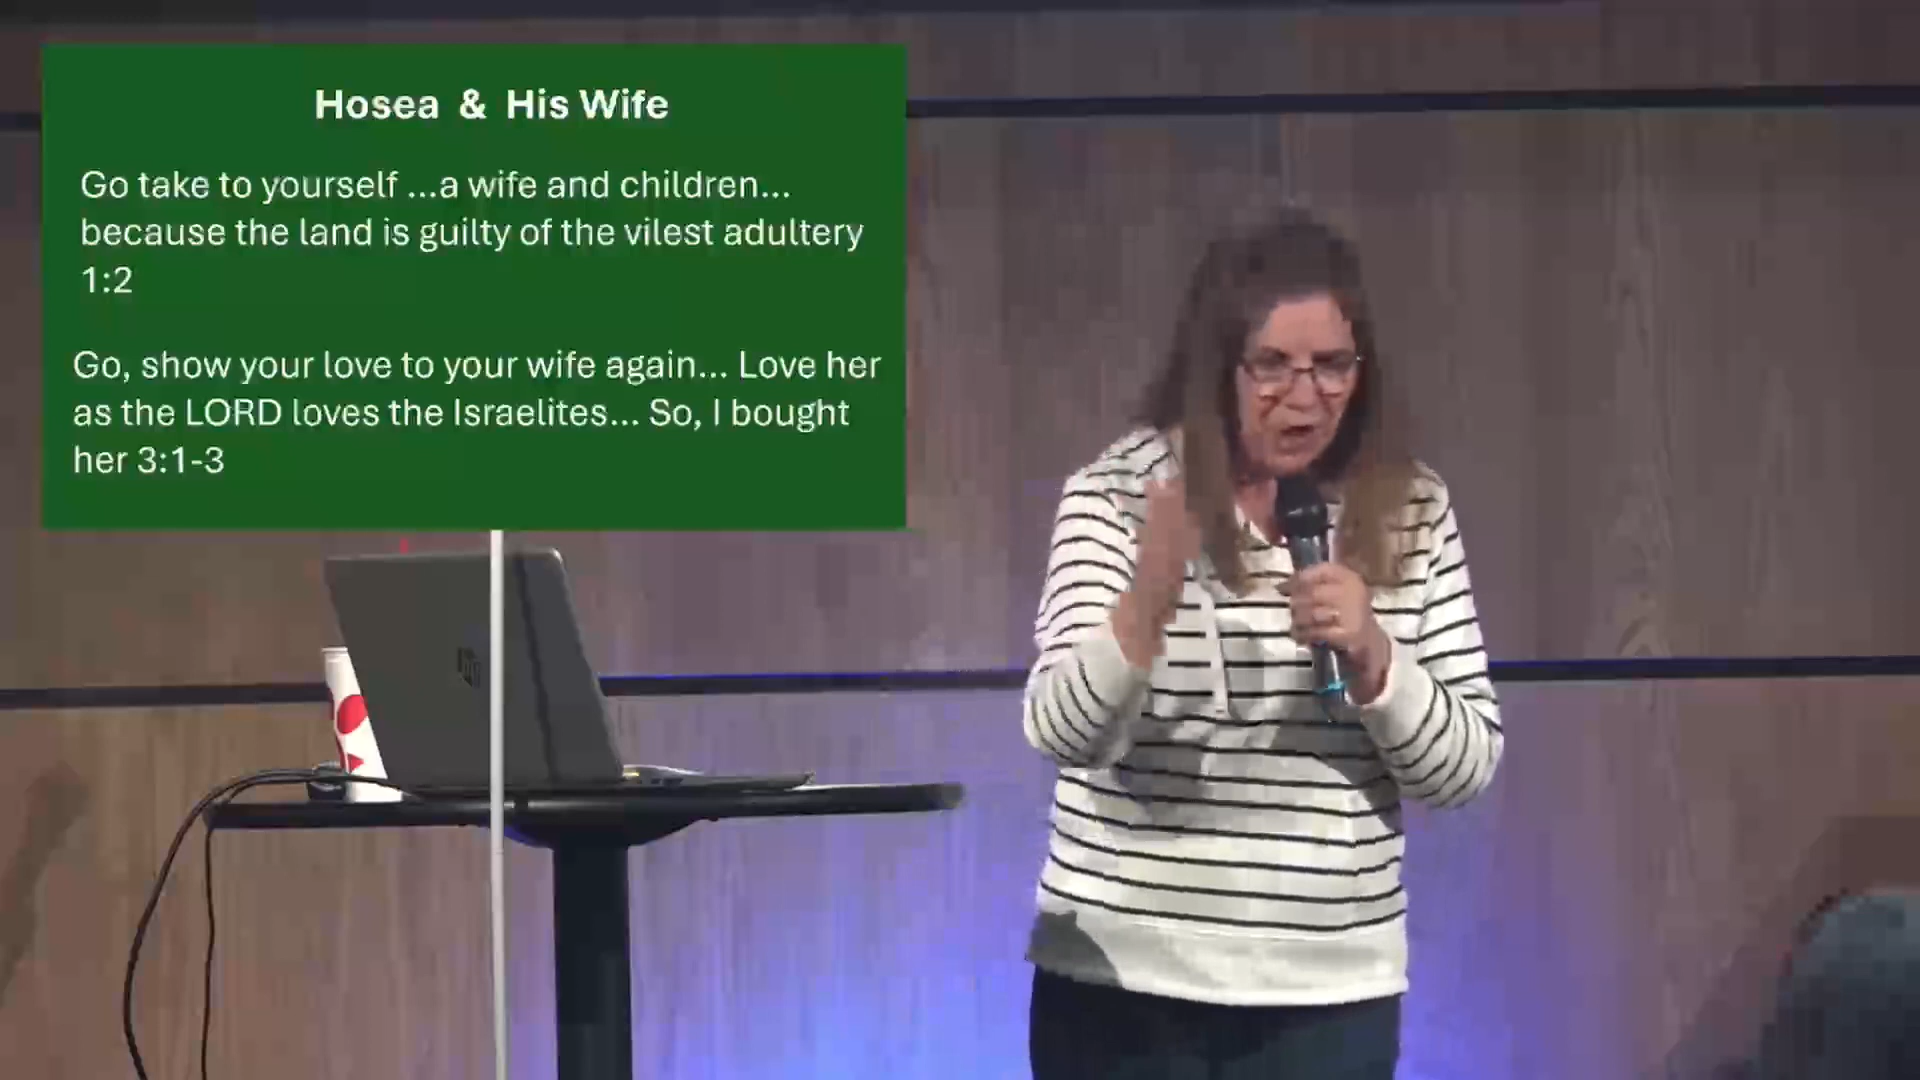 Hosea & His Wife
Go take to yourself ...a wife and children...
because the land is guilty of the vilest adultery
1:2
Go, show your love to your wife again... Love her
as the LORD loves the Israelites... So, I bought
her 3:1-3
hp